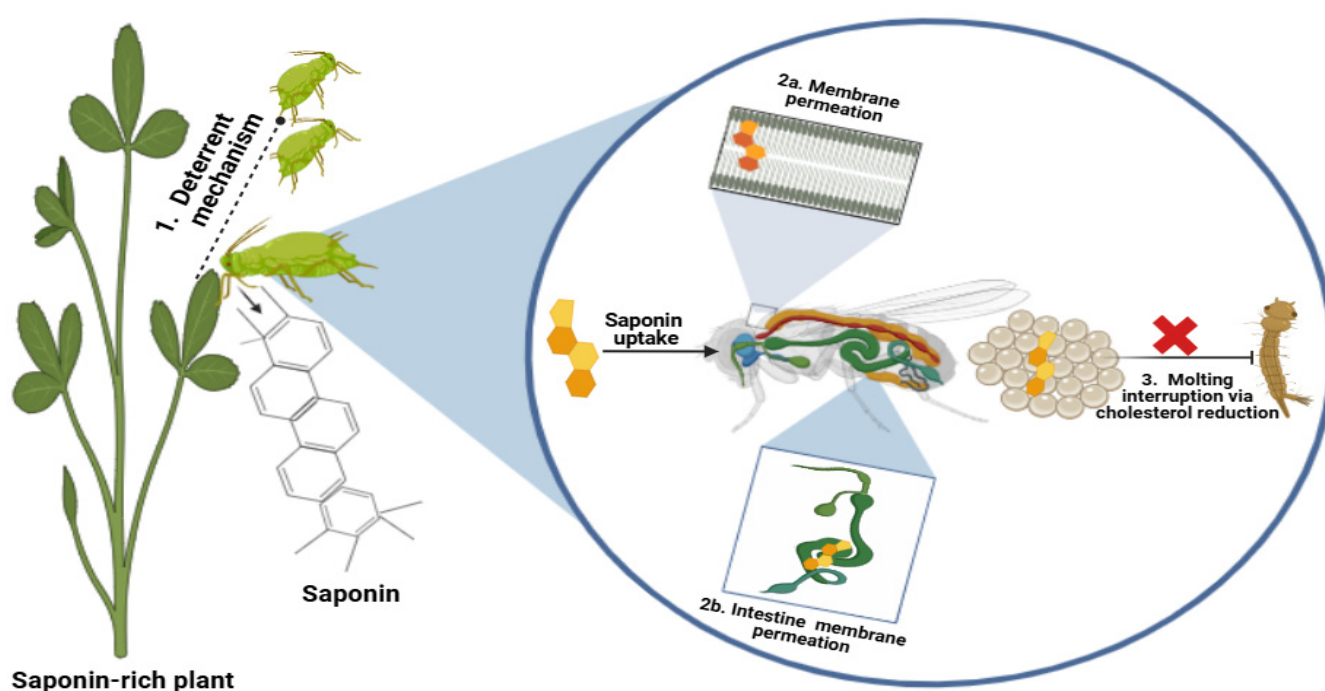 1. Deterrent
mechanism
Saponin
Saponin-rich plant
2a. Membrane
permeation
Saponin
uptake
2b. Intestine membrane
permeation
3. Molting
interruption via
cholesterol reduction